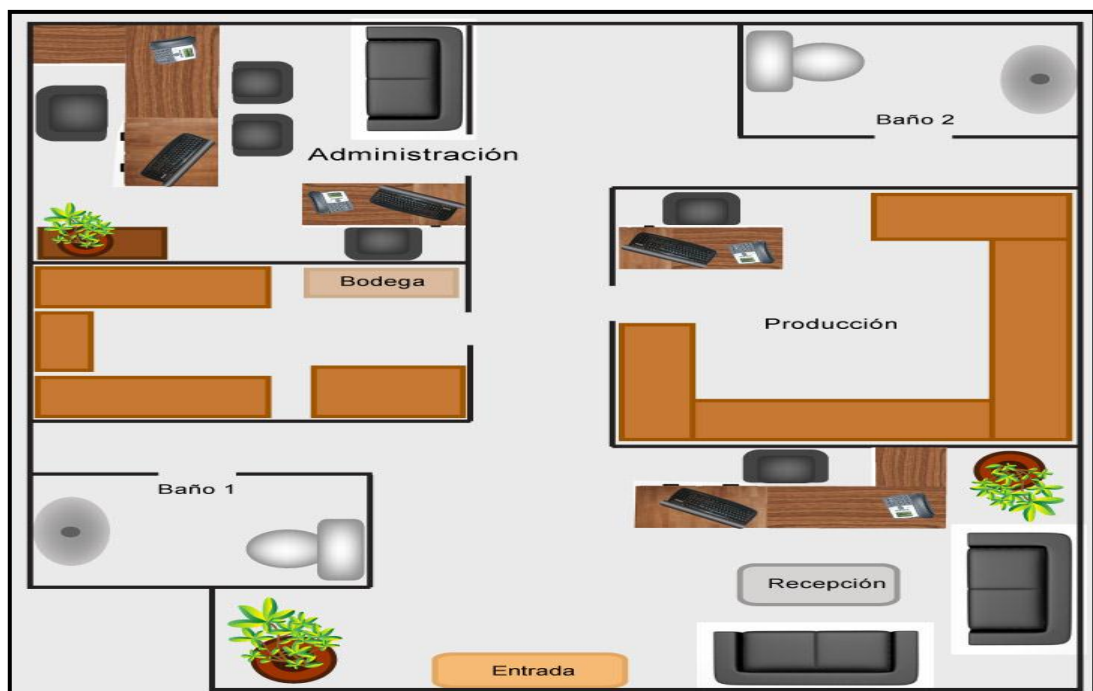 Baño 2
Administración
Bodega
Producción
Baño 1
Recepción
Entrada